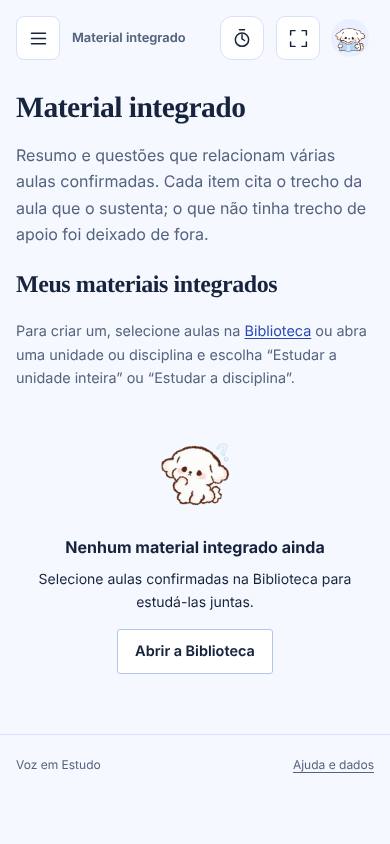 Material integrado
Material integrado
Resumo e questões que relacionam várias
aulas confirmadas. Cada item cita o trecho da
aula que o sustenta; o que não tinha trecho de
apoio foi deixado de fora.
Meus materiais integrados
Para criar um, selecione aulas na Biblioteca ou abra
uma unidade ou disciplina e escolha “Estudar a
unidade inteira” ou “Estudar a disciplina”.
?
Nenhum material integrado ainda
Selecione aulas confirmadas na Biblioteca para
estudá-las juntas.
Abrir a Biblioteca
Voz em Estudo
Ajuda e dados